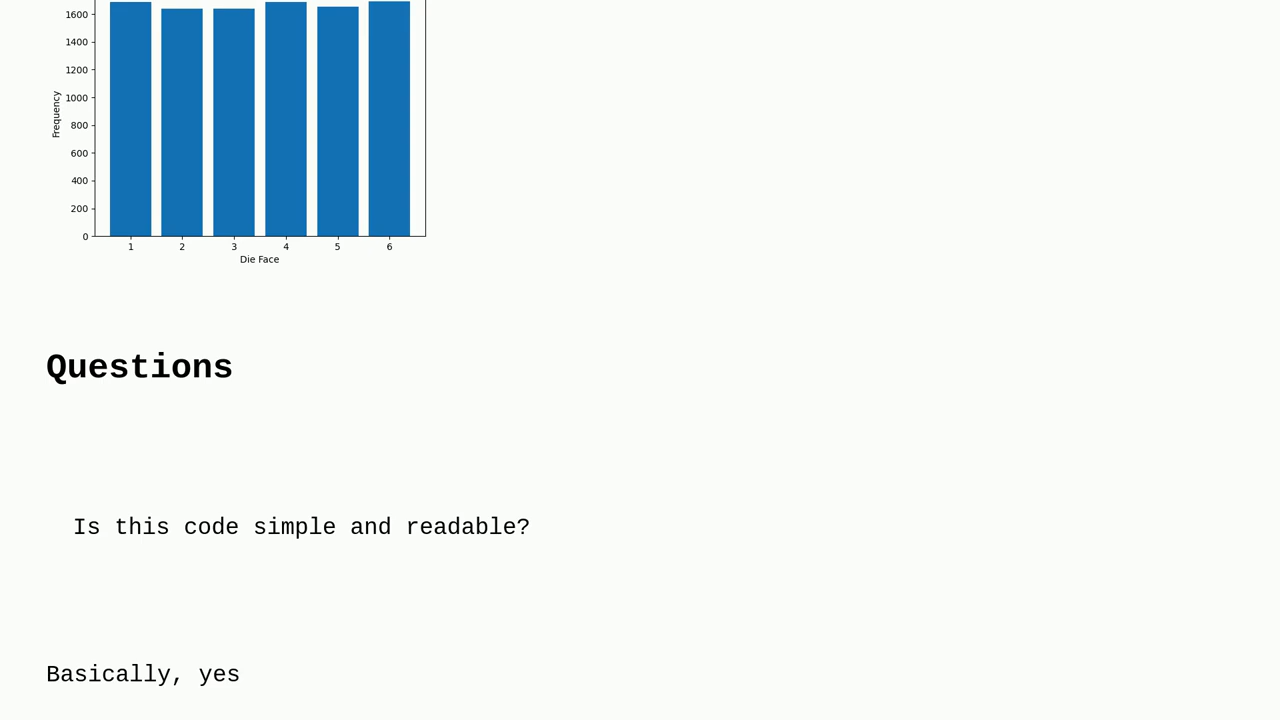 1600
1400
1200
1000
800
600
400
200
0
Frequency
1 2 3 4 5 6
Die Face
Questions
Is this code simple and readable?
Basically, yes